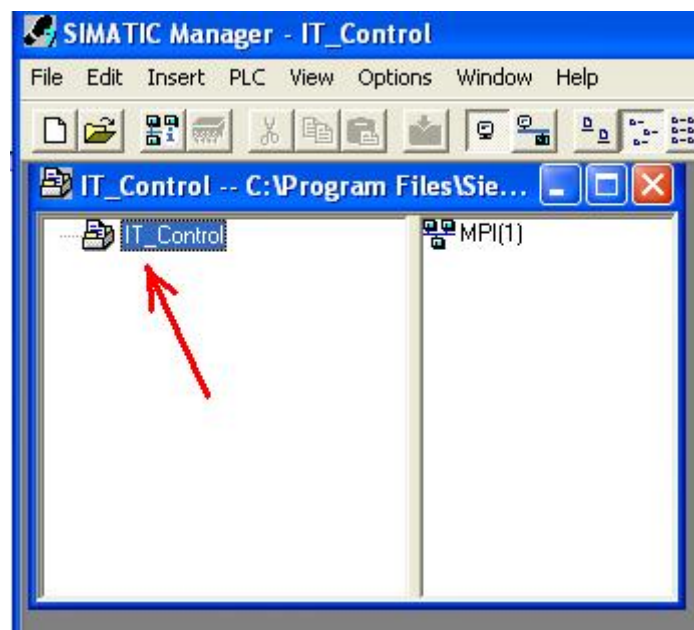 SIMATIC Manager - IT_Control
File Edit Insert PLC View Options Window Help
IT_Control -- C:\Program Files\Sie...
IT_Control MPI(1)